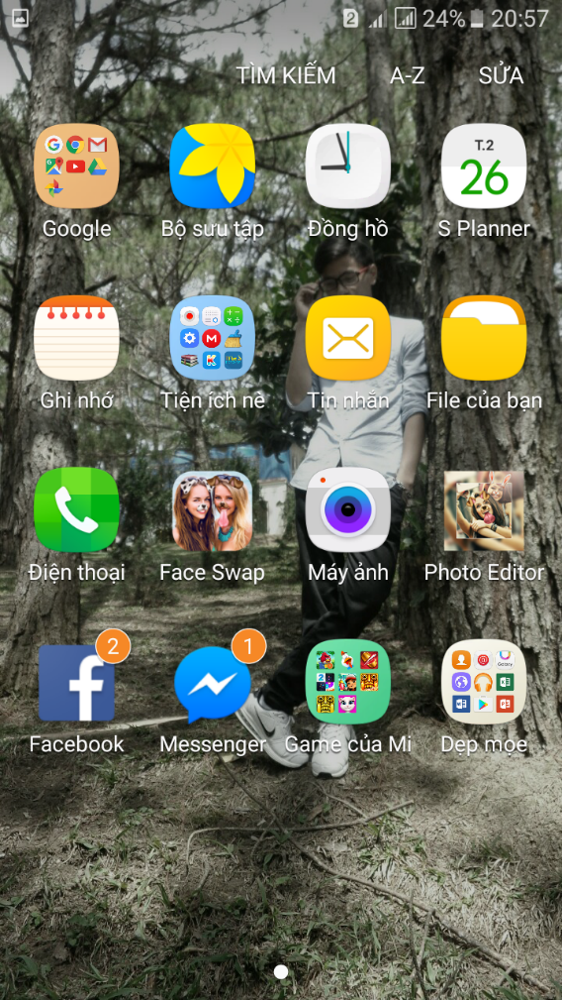 2 24% 20:57
TÌM KIẾM A-Z SỬA
T.2
26
Google Bộ sưu tập Đồng hồ S Planner
Ghi nhớ Tiện ích nè Tin nhắn File của bạn
Điện thoại Face Swap Máy ảnh Photo Editor
2 1
Facebook Messenger Game của Mi Dẹp mọe